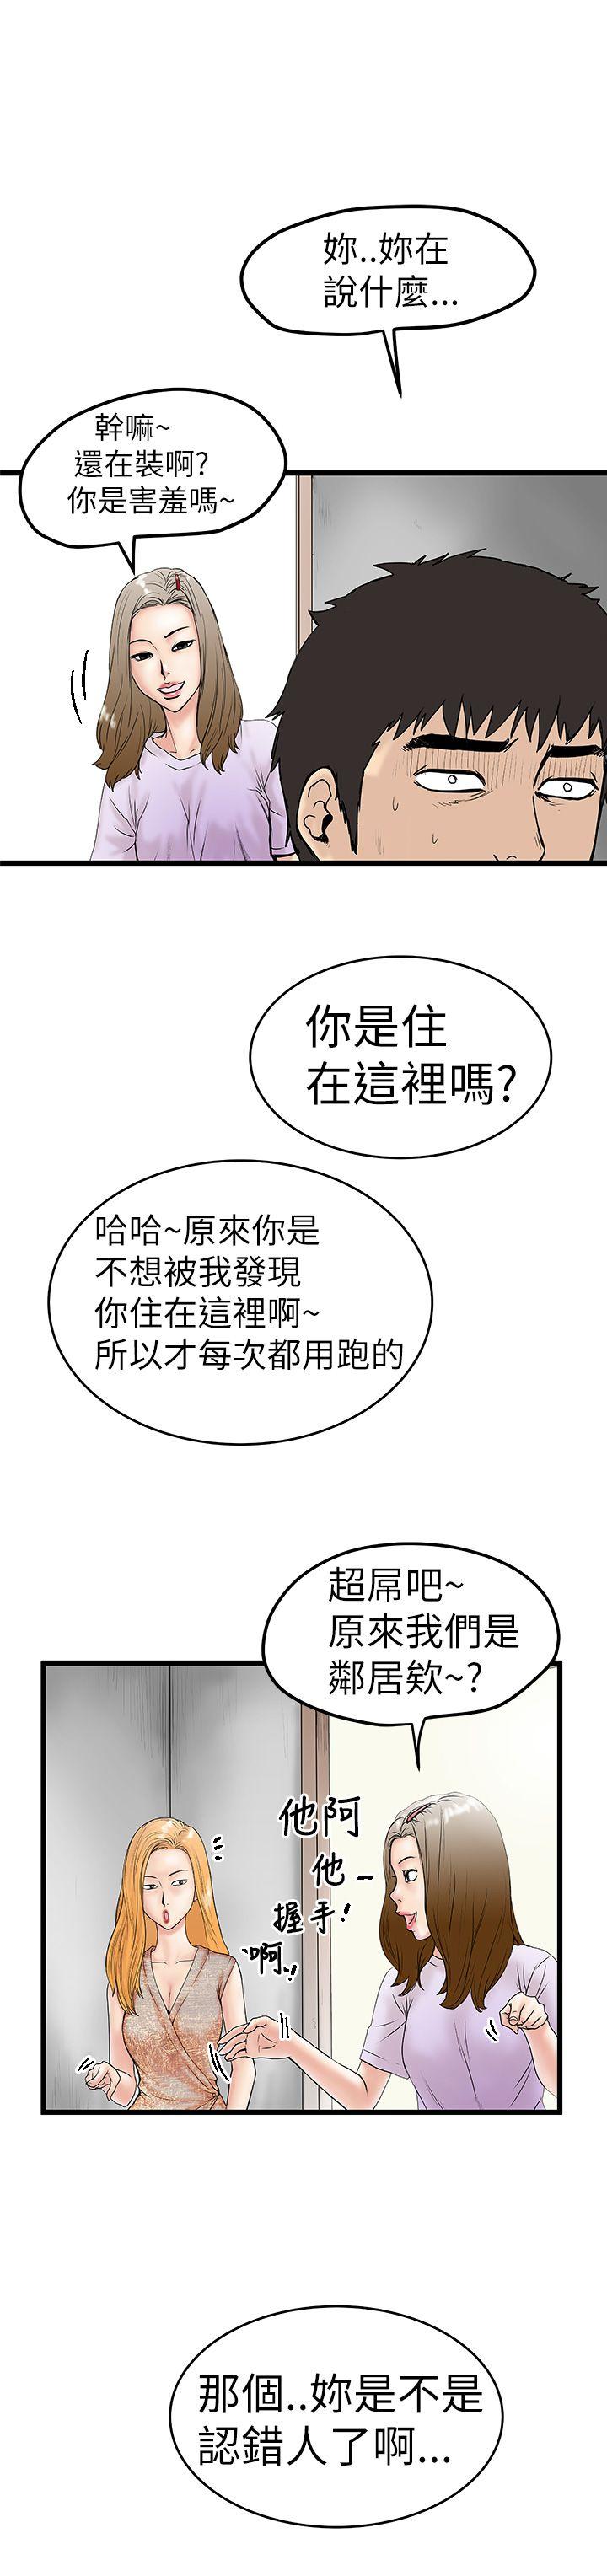 妳..妳在
說什麼...
幹嘛~
還在裝啊?
你是害羞嗎~
你是住
在這裡嗎?
哈哈~原來你是
不想被我發現
你住在這裡啊~
所以才每次都用跑的
超屌吧~
原來我們是
鄰居欸~?
他阿
他
握手!
啊!
那個..妳是不是
認錯人了啊...